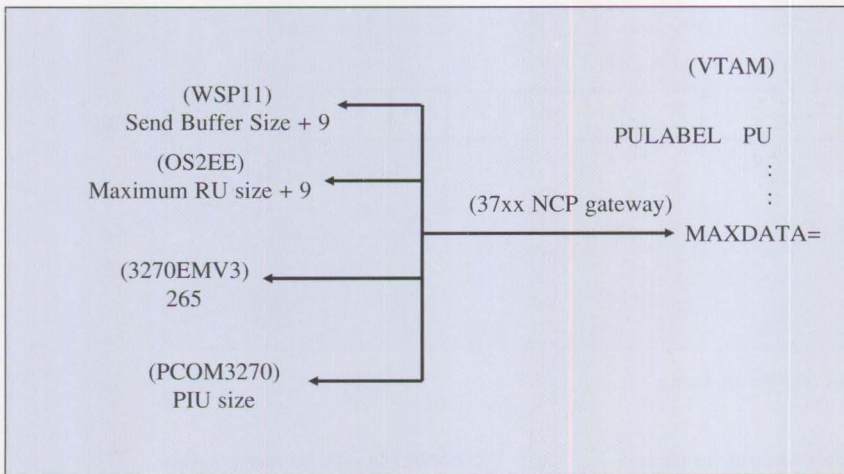 (WSP11)
Send Buffer Size + 9
(OS2EE)
Maximum RU size + 9
(3270EMV3)
265
(PCOM3270)
PIU size
(37xx NCP gateway)
(VTAM)
PULABEL PU
:
:
MAXDATA=